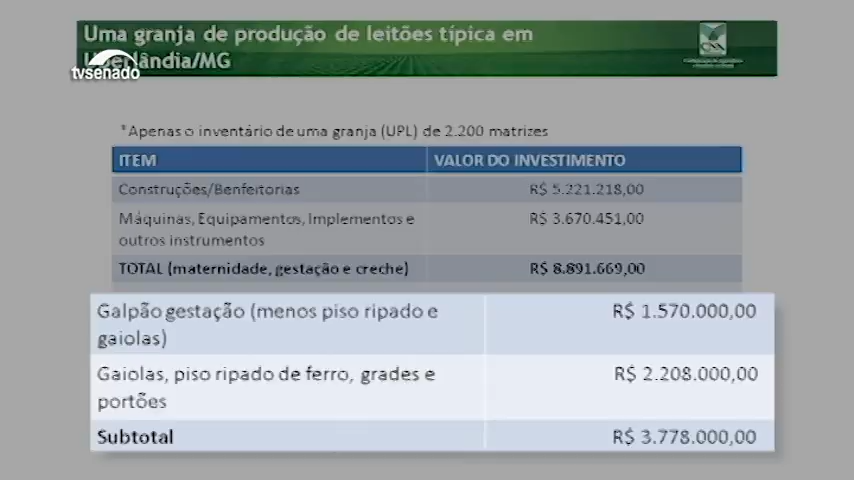 Uma granja de produção de leitões típica em
Uberlândia/MG
tvsenado
*Apenas o inventário de uma granja (UPL) de 2.200 matrizes
ITEM VALOR DO INVESTIMENTO
Construções/Benfeitorias R$ 5.221.218,00
Máquinas, Equipamentos, Implementos e R$ 3.670.451,00
outros instrumentos
TOTAL (maternidade, gestação e creche) R$ 8.891.669,00
Galpão gestação (menos piso ripado e R$ 1.570.000,00
gaiolas)
Gaiolas, piso ripado de ferro, grades e R$ 2.208.000,00
portões
Subtotal R$ 3.778.000,00